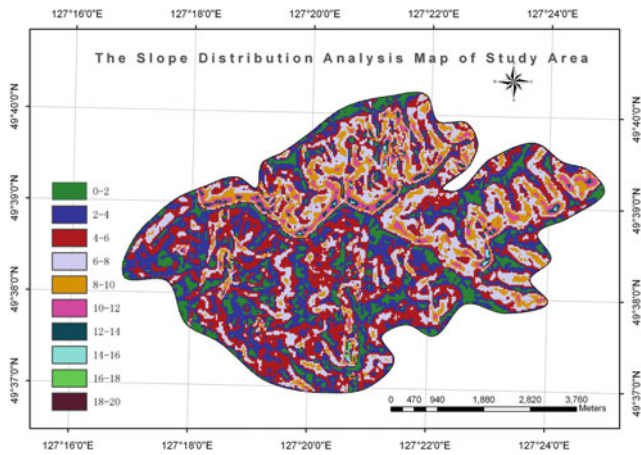 127°16'0"E 127°18'0"E 127°20'0"E 127°22'0"E 127°24'0"E
The Slope Distribution Analysis Map of Study Area
49°40'0"N
49°39'0"N
49°38'0"N
49°37'0"N
49°40'0"N
49°39'0"N
49°38'0"N
49°37'0"N
0-2
2-4
4-6
6-8
8-10
10-12
12-14
14-16
16-18
18-20
0 470 940 1,880 2,820 3,760
Meters
127°16'0"E 127°18'0"E 127°20'0"E 127°22'0"E 127°24'0"E